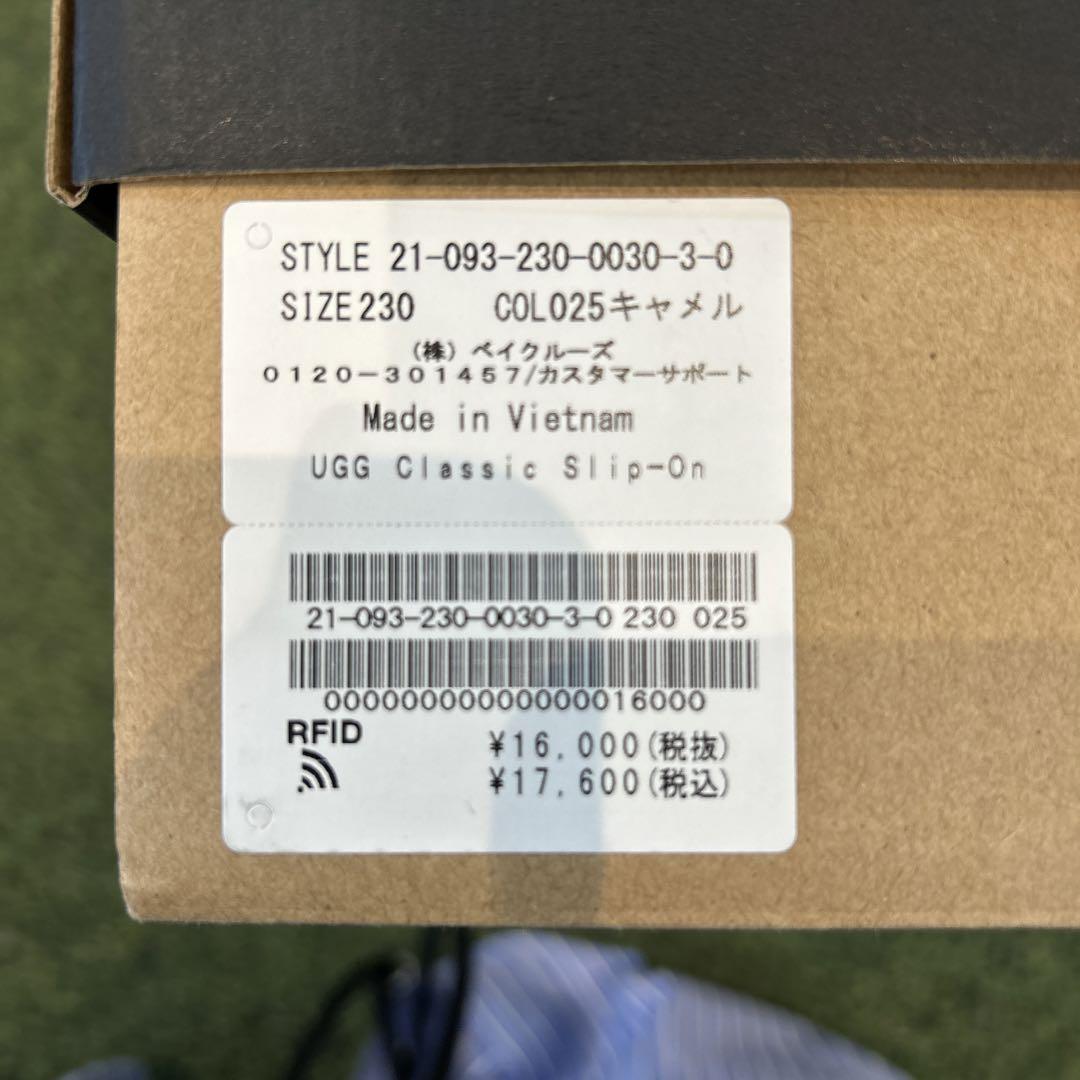 STYLE 21-093-230-0030-3-0
SIZE230 COL025キャメル
(株) ベイクルーズ
0120-301457/カスタマーサポート
Made in Vietnam
UGG Classic Slip-On
21-093-230-0030-3-0 230 025
000000000000000016000
RFID
¥16,000(税抜)
¥17,600(税込)